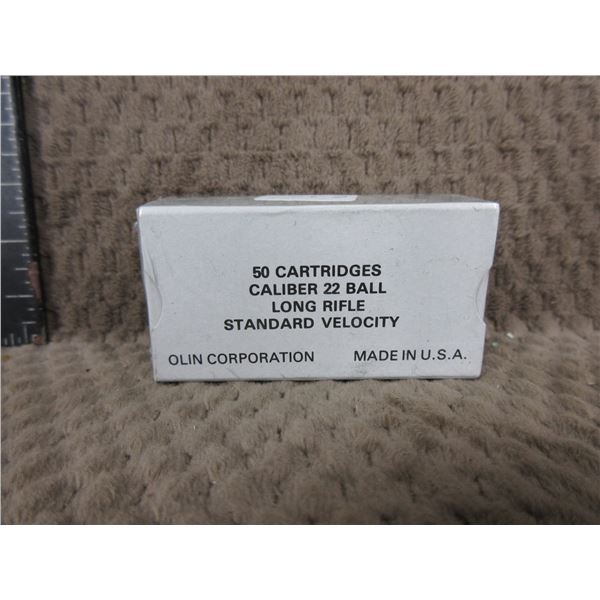 50 CARTRIDGES
CALIBER 22 BALL
LONG RIFLE
STANDARD VELOCITY
OLIN CORPORATION MADE IN U.S.A.